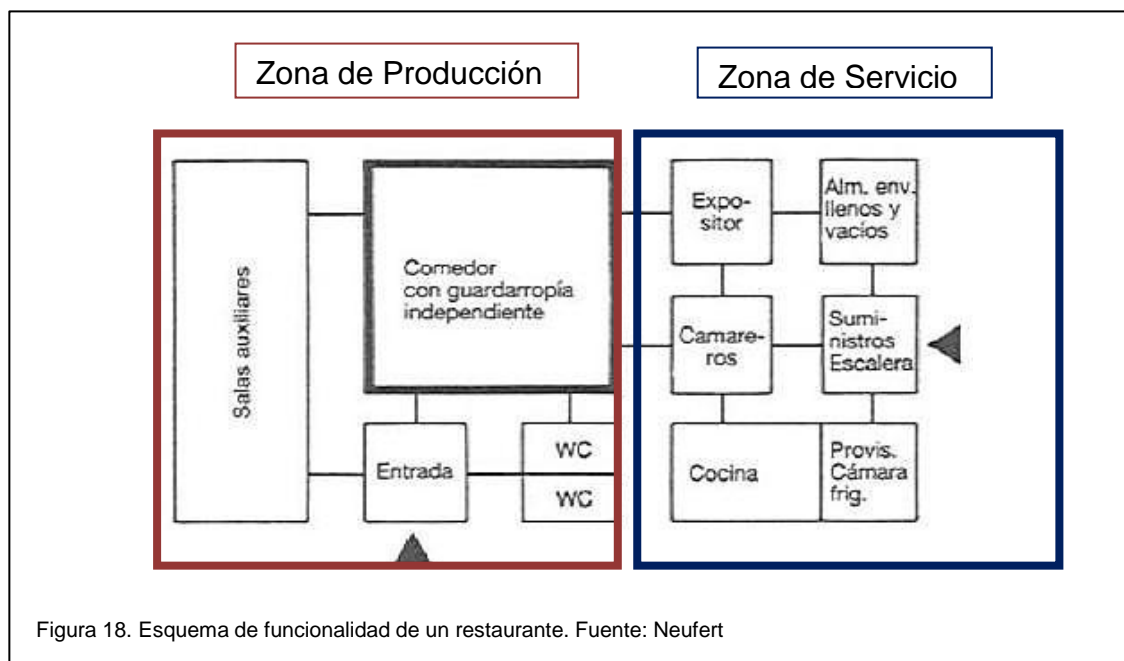 Zona de Producción
Zona de Servicio
Salas auxiliares
Comedor
con guardarropía
independiente
Entrada
WC
WC
Expo-
sitor
Alm. env.
llenos y
vacíos
Camare-
ros
Sumi-
nistros
Escalera
Cocina
Provis.
Cámara
frig.
Figura 18. Esquema de funcionalidad de un restaurante. Fuente: Neufert